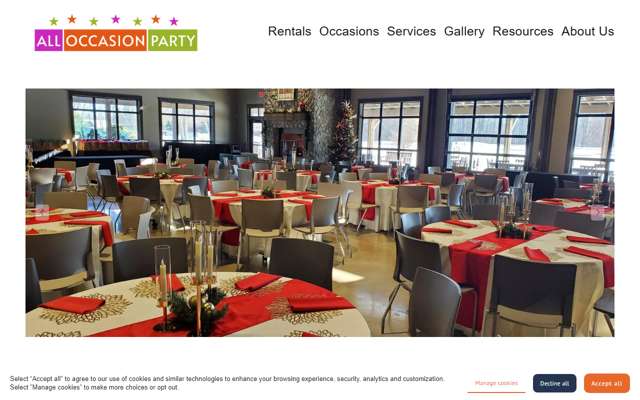 ALL OCCASION PARTY
Rentals Occasions Services Gallery Resources About Us
Select "Accept all" to agree to our use of cookies and similar technologies to enhance your browsing experience, security, analytics and customization.
Select "Manage cookies" to make more choices or opt out.
Manage cookies
Decline all
Accept all